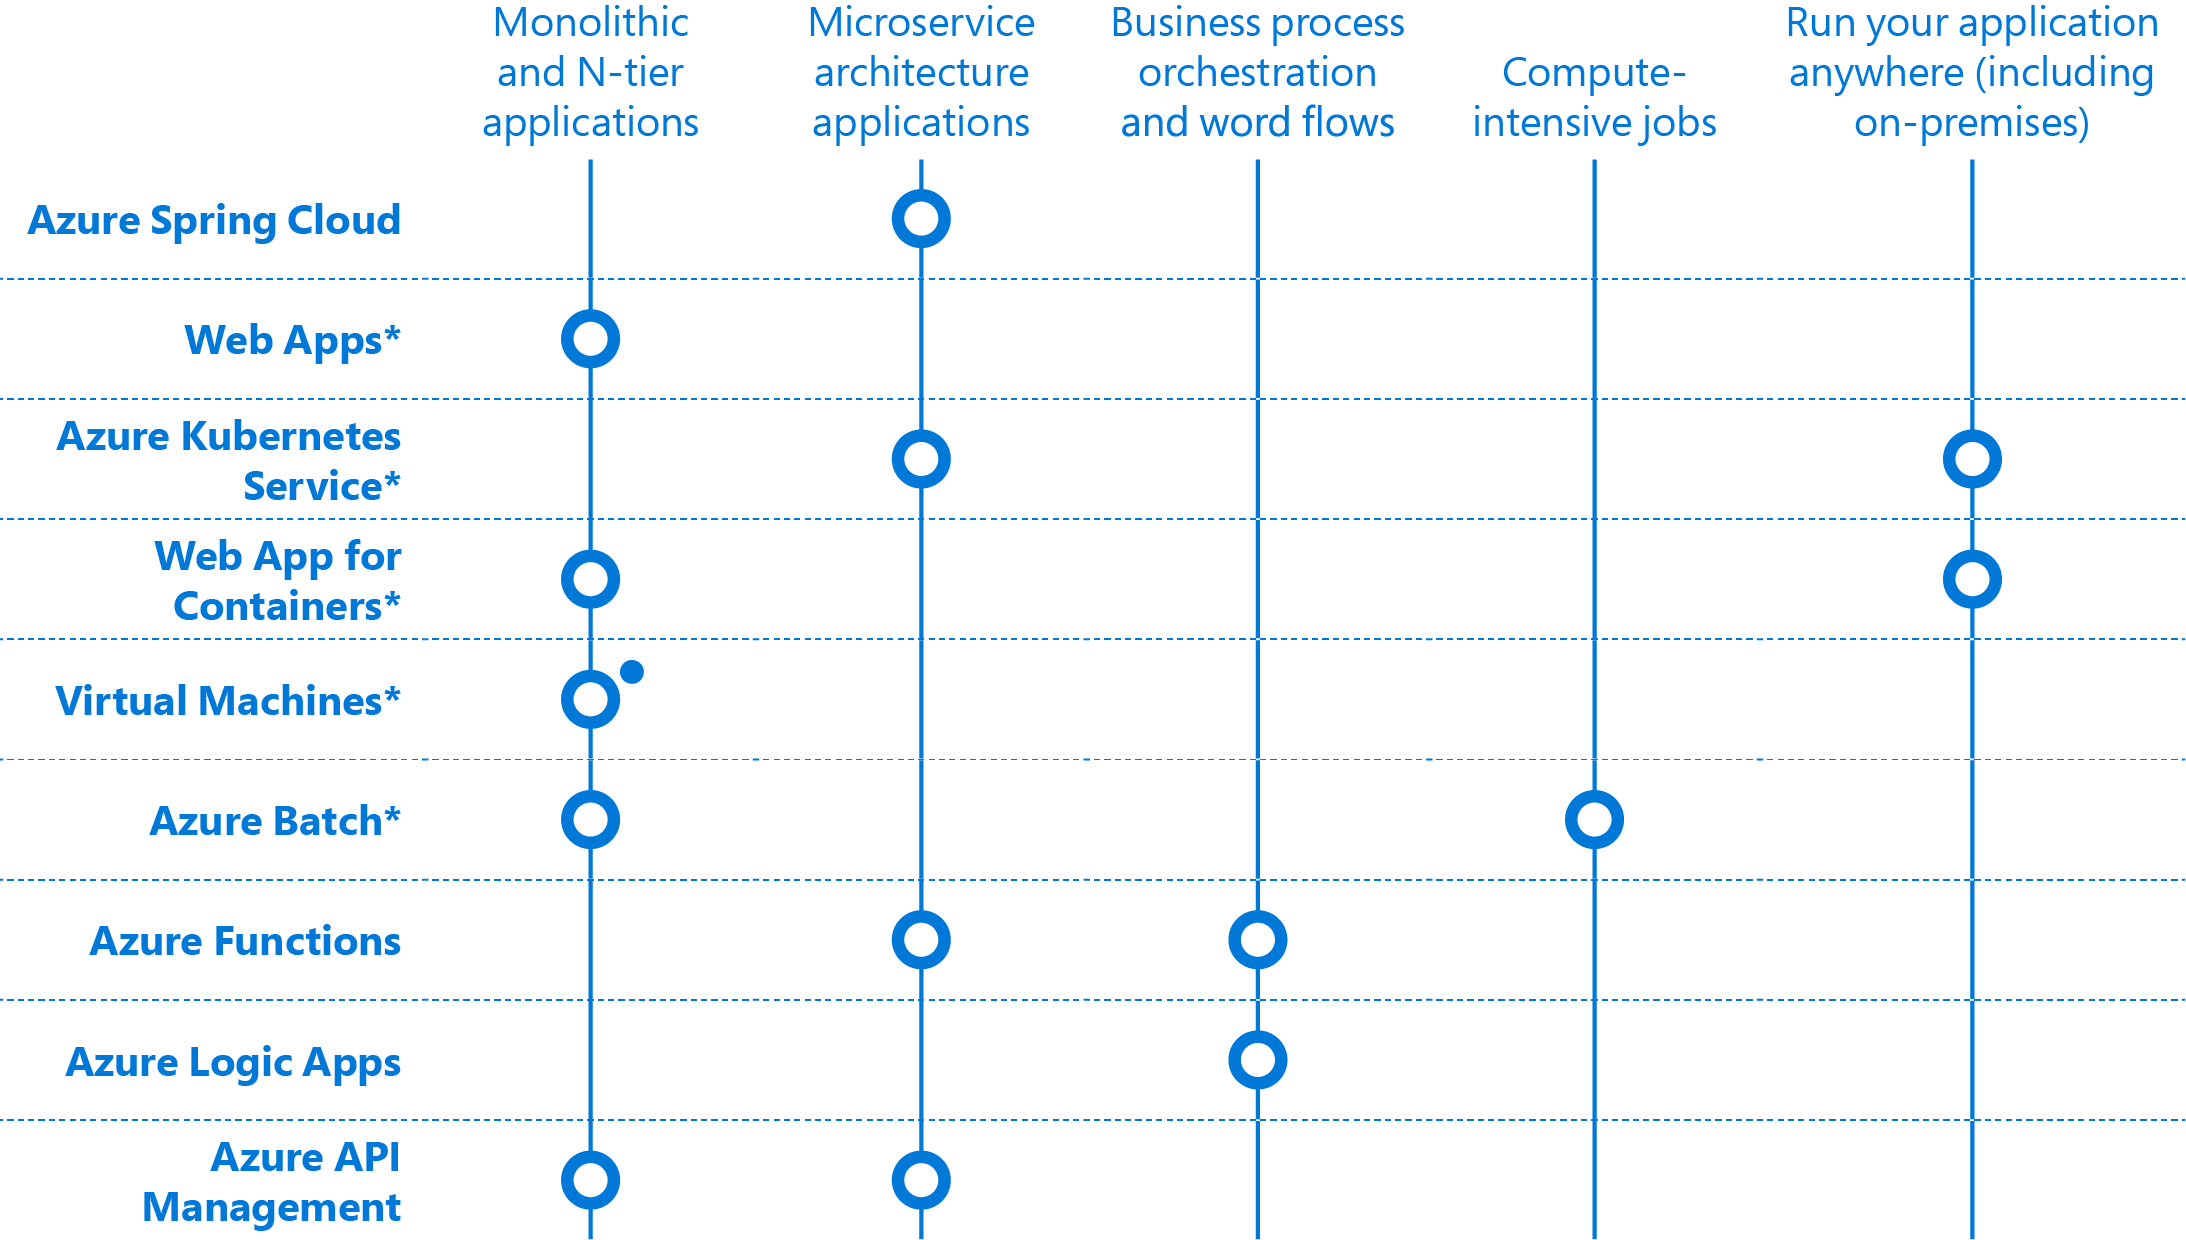 Monolithic
and N-tier
applications
Microservice
architecture
applications
Business process
orchestration
and word flows
Compute-
intensive jobs
Run your application
anywhere (including
on-premises)
Azure Spring Cloud
Web Apps*
Azure Kubernetes
Service*
Web App for
Containers*
Virtual Machines*
Azure Batch*
Azure Functions
Azure Logic Apps
Azure API
Management